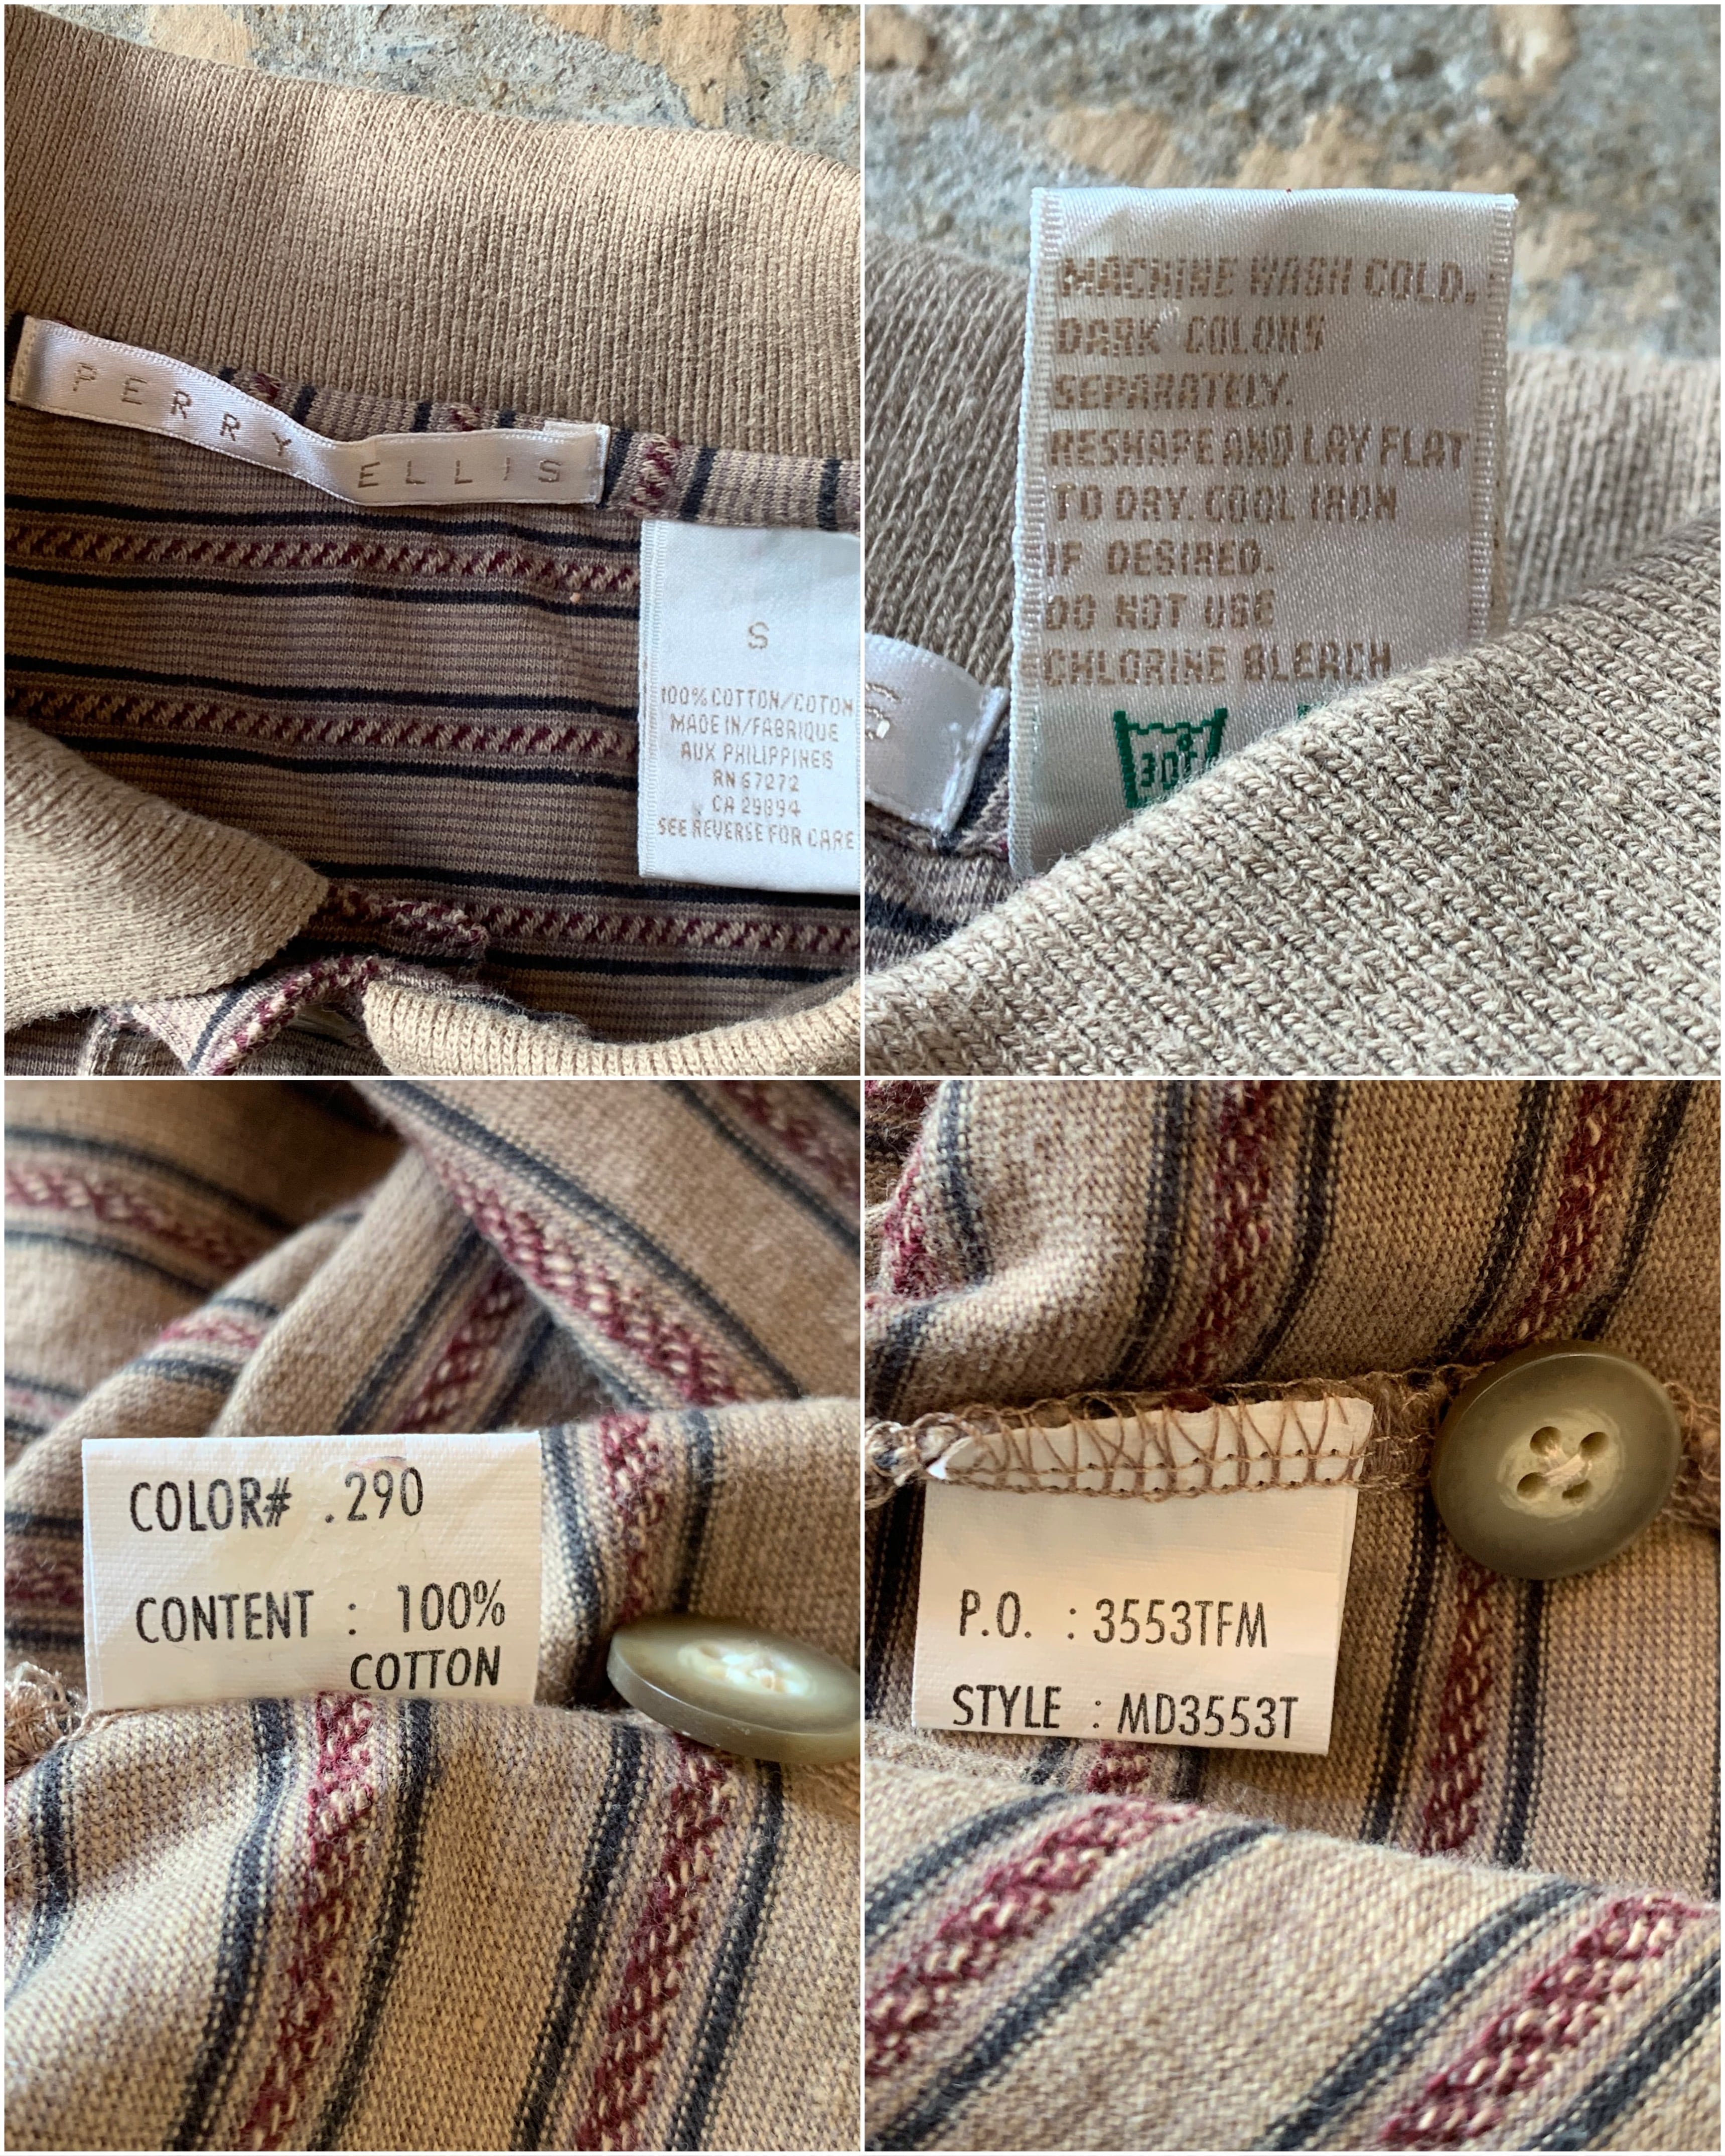 PERRY ELLIS
S
100% COTTON/COTON
MADE IN/FABRIQUE
AUX PHILIPPINES
RN 67272
CA 29894
SEE REVERSE FOR CARE
MACHINE WASH COLD.
DARK COLORS
SEPARATELY.
RESHAPE AND LAY FLAT
TO DRY. COOL IRON
IF DESIRED.
DO NOT USE
CHLORINE BLEACH
30°
COLOR# .290
CONTENT : 100%
COTTON
P.O. : 3553TFM
STYLE : MD3553T